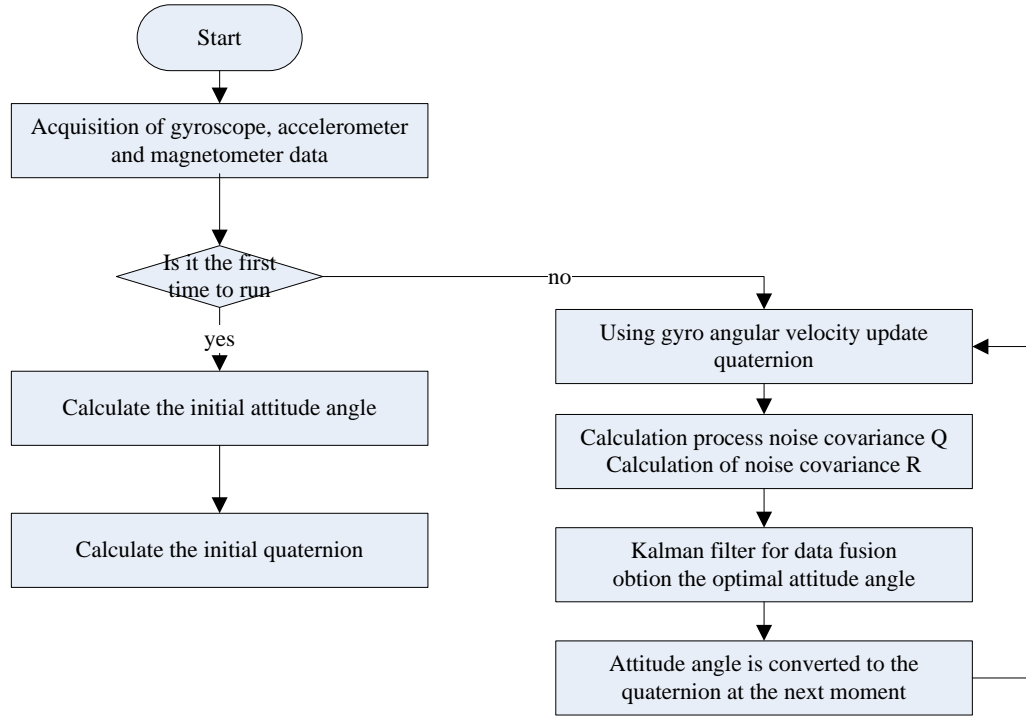 Start
Acquisition of gyroscope, accelerometer
and magnetometer data
Is it the first
time to run
no
yes
Calculate the initial attitude angle
Calculate the initial quaternion
Using gyro angular velocity update
quaternion
Calculation process noise covariance Q
Calculation of noise covariance R
Kalman filter for data fusion
obtion the optimal attitude angle
Attitude angle is converted to the
quaternion at the next moment